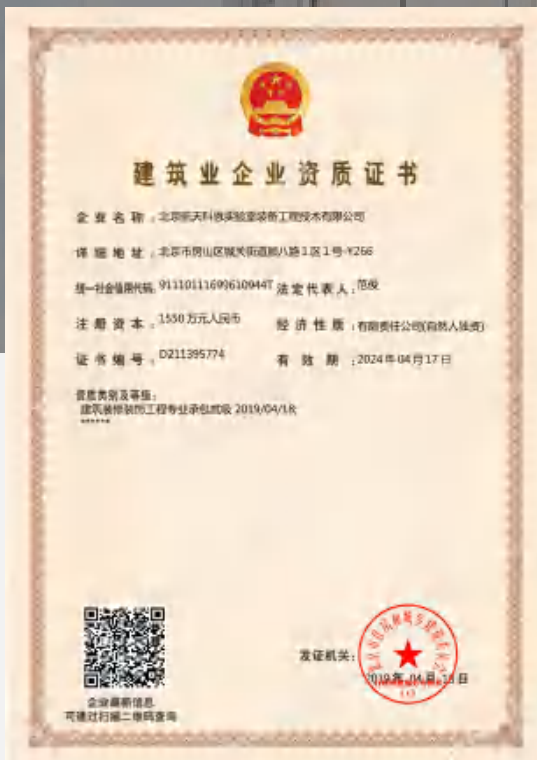 建筑业企业资质证书
企业名称：北京航天科恩实验室装备工程技术有限公司
详细地址：北京市房山区城关街道顾八路1区1号-Y266
统一社会信用代码：91110111699610944T 法定代表人：范俊
注册资本：1550万元人民币 经济性质：有限责任公司(自然人独资)
证书编号：D211395774 有效期：2024年04月17日
资质类别及等级：
建筑装修装饰工程专业承包贰级 2019/04/18;
******
发证机关：
2019年 04月 18日
企业最新信息
可通过扫描二维码查询